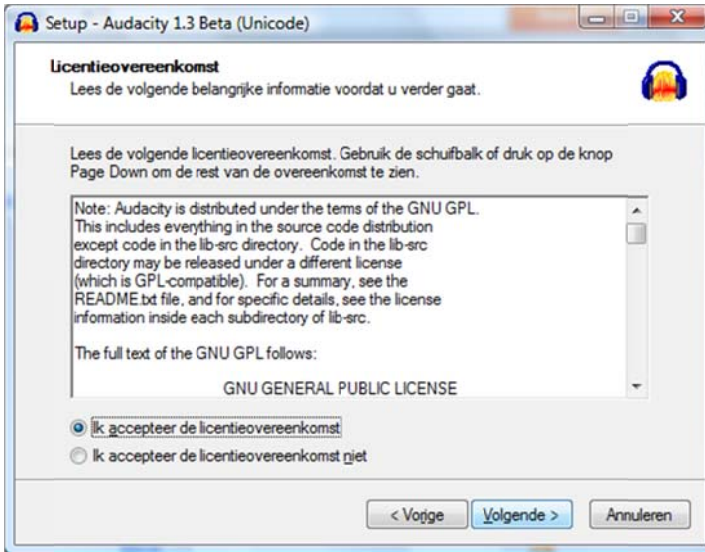 Setup - Audacity 1.3 Beta (Unicode)
Licentieovereenkomst
Lees de volgende belangrijke informatie voordat u verder gaat.
Lees de volgende licentieovereenkomst. Gebruik de schuifbalk of druk op de knop
Page Down om de rest van de overeenkomst te zien.
Note: Audacity is distributed under the terms of the GNU GPL.
This includes everything in the source code distribution
except code in the lib-src directory. Code in the lib-src
directory may be released under a different license
(which is GPL-compatible). For a summary, see the
README.txt file, and for specific details, see the license
information inside each subdirectory of lib-src.
The full text of the GNU GPL follows:
GNU GENERAL PUBLIC LICENSE
Ik accepteer de licentieovereenkomst
Ik accepteer de licentieovereenkomst niet
< Vorige Volgende > Annuleren